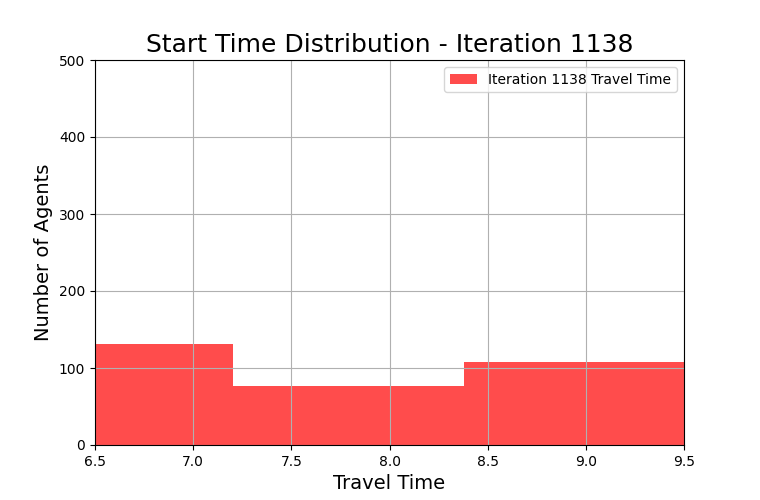 Start Time Distribution - Iteration 1138
Iteration 1138 Travel Time
Number of Agents
500
400
300
200
100
0
6.5 7.0 7.5 8.0 8.5 9.0 9.5
Travel Time